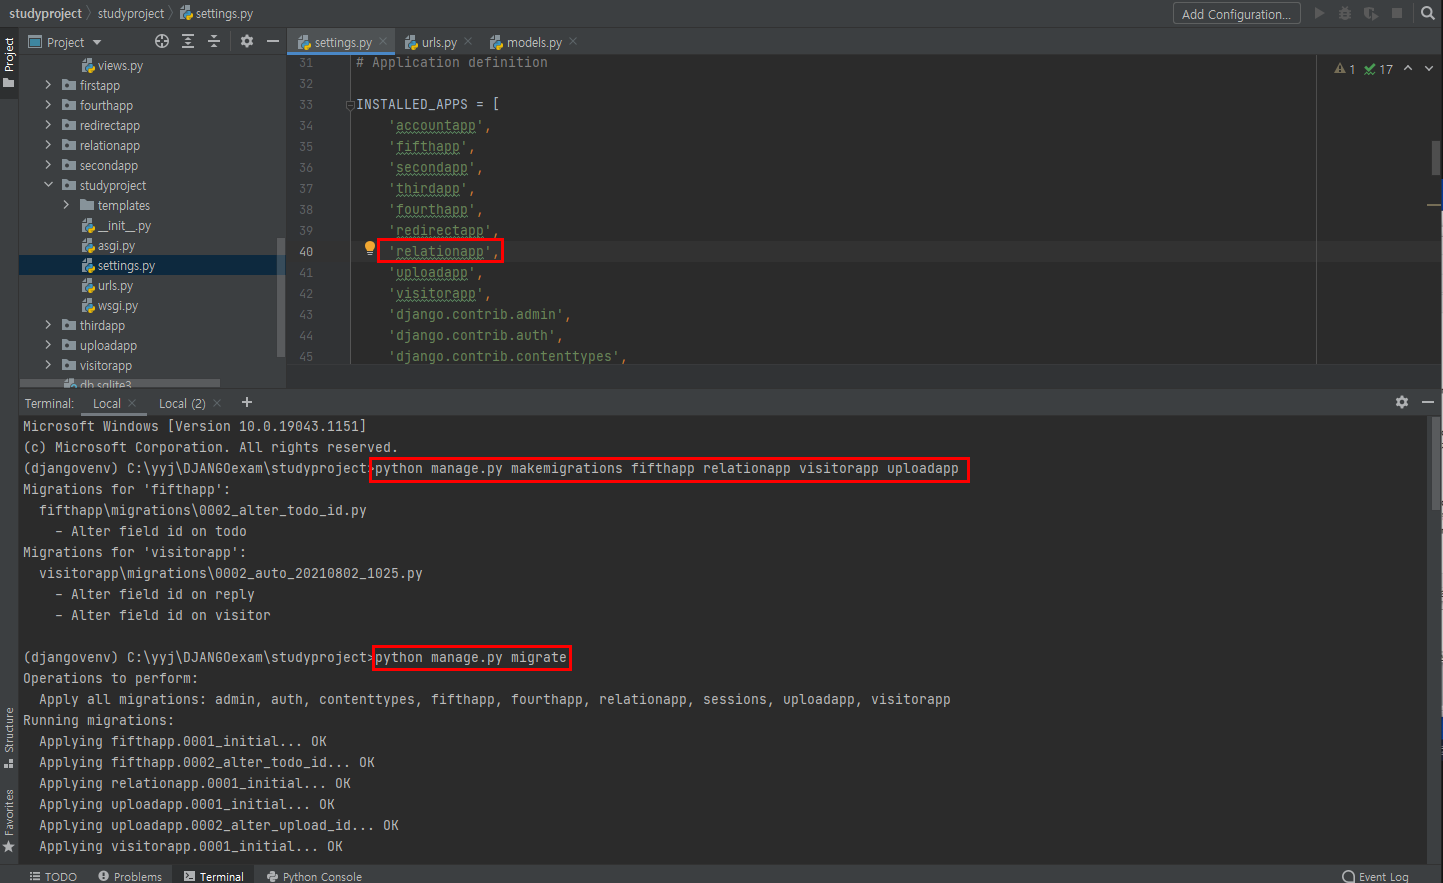 studyproject studyproject settings.py Add Configuration...
Project settings.py urls.py models.py
Project
views.py
firstapp
fourthapp
redirectapp
relationapp
secondapp
studyproject
templates
__init__.py
asgi.py
settings.py
urls.py
wsgi.py
thirdapp
uploadapp
visitorapp
db.sqlite3
1 17
31 # Application definition
32
33 INSTALLED_APPS = [
34 'accountapp',
35 'fifthapp',
36 'secondapp',
37 'thirdapp',
38 'fourthapp',
39 'redirectapp',
40 'relationapp',
41 'uploadapp',
42 'visitorapp',
43 'django.contrib.admin',
44 'django.contrib.auth',
45 'django.contrib.contenttypes',
Terminal: Local Local (2) +
Microsoft Windows [Version 10.0.19043.1151]
(c) Microsoft Corporation. All rights reserved.
(djangovenv) C:\yyj\DJANGOexam\studyproject>python manage.py makemigrations fifthapp relationapp visitorapp uploadapp
Migrations for 'fifthapp':
fifthapp\migrations\0002_alter_todo_id.py
- Alter field id on todo
Migrations for 'visitorapp':
visitorapp\migrations\0002_auto_20210802_1025.py
- Alter field id on reply
- Alter field id on visitor
(djangovenv) C:\yyj\DJANGOexam\studyproject>python manage.py migrate
Operations to perform:
Apply all migrations: admin, auth, contenttypes, fifthapp, fourthapp, relationapp, sessions, uploadapp, visitorapp
Running migrations:
Applying fifthapp.0001_initial... OK
Applying fifthapp.0002_alter_todo_id... OK
Applying relationapp.0001_initial... OK
Applying uploadapp.0001_initial... OK
Applying uploadapp.0002_alter_upload_id... OK
Applying visitorapp.0001_initial... OK
Structure
Favorites
TODO Problems Terminal Python Console Event Log